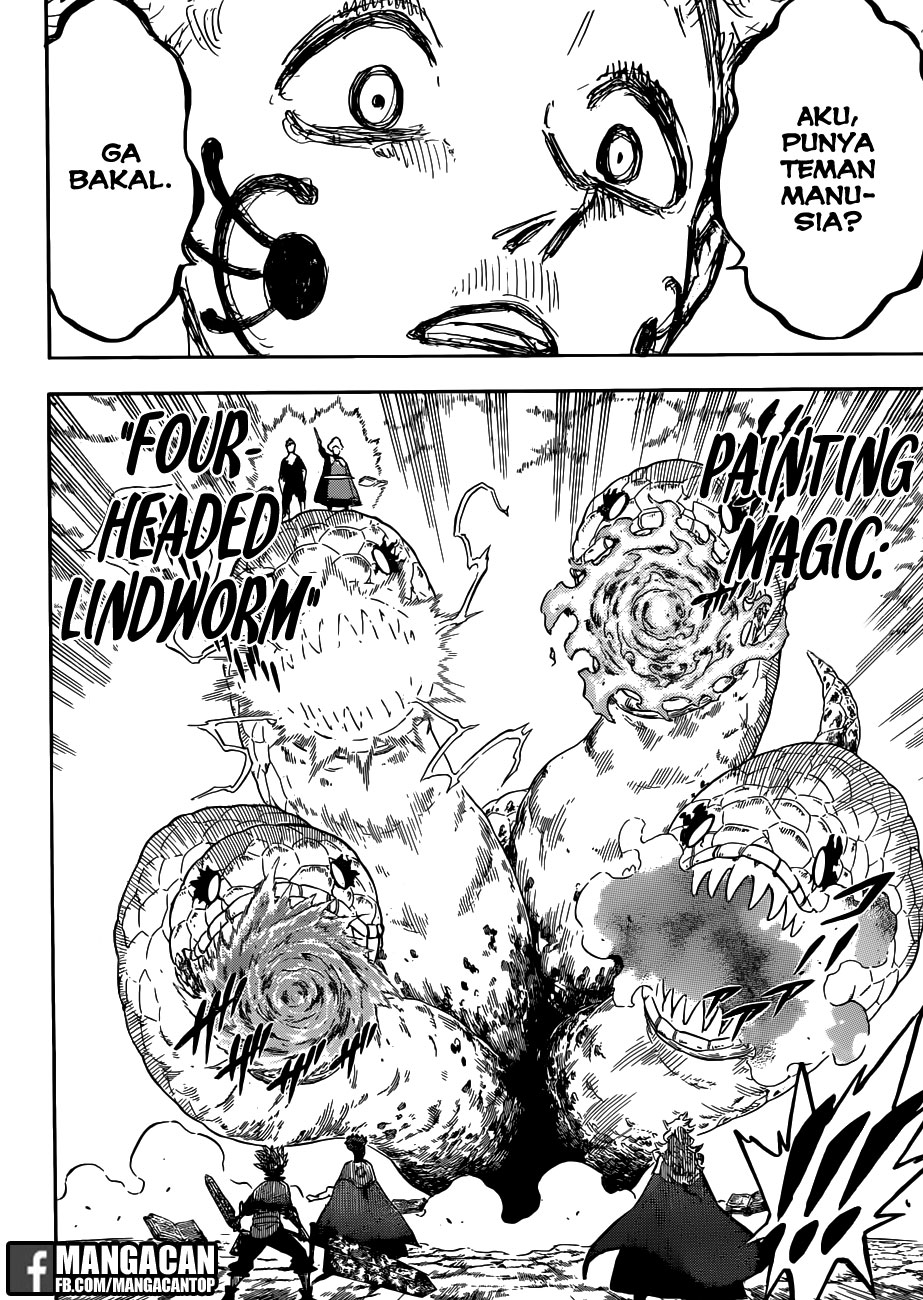 AKU,
PUNYA
TEMAN
MANU-
SIA?
GA
BAKAL.
PAINTING
MAGIC:
"FOUR-
HEADED
LINDWORM"
MANGACAN
FB.COM/MANGACANTOP